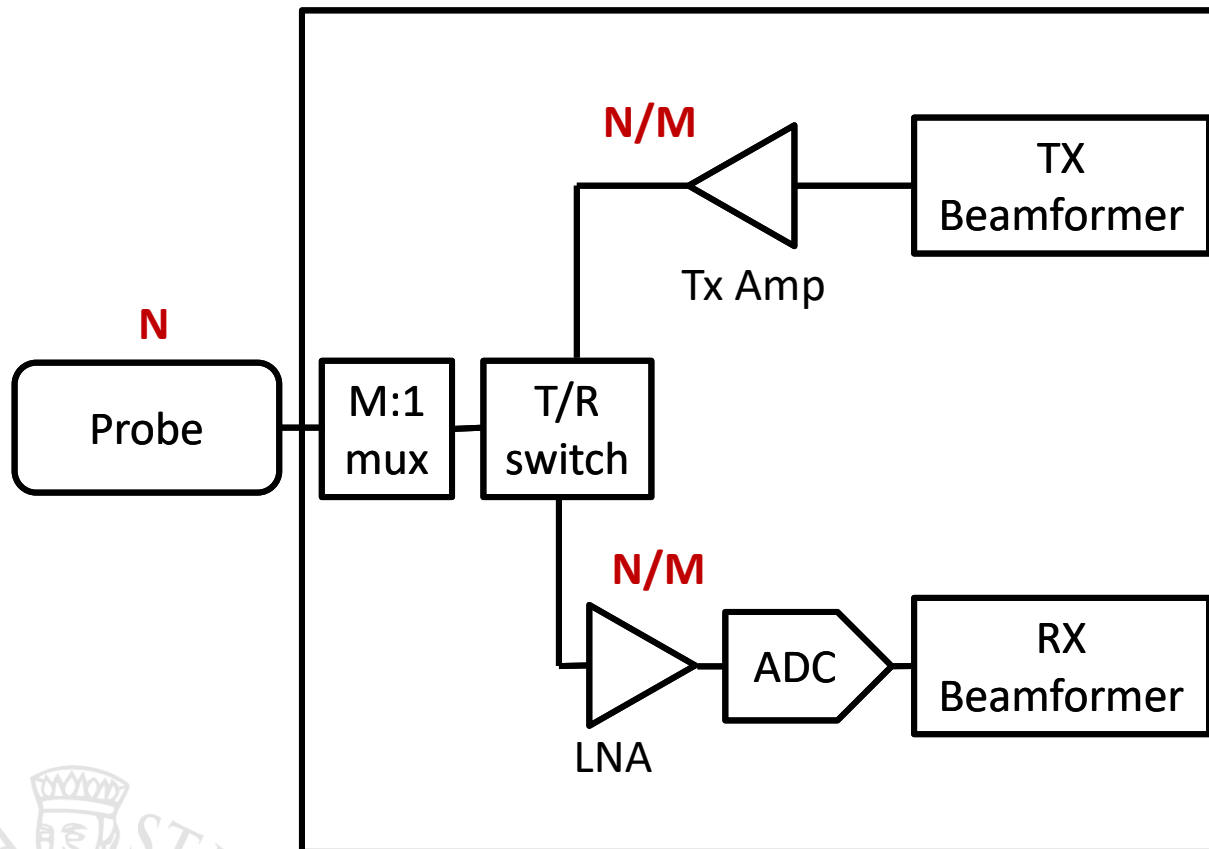 N/M
TX
Beamformer
Tx Amp
N
Probe
M:1
mux
T/R
switch
N/M
ADC
RX
Beamformer
LNA